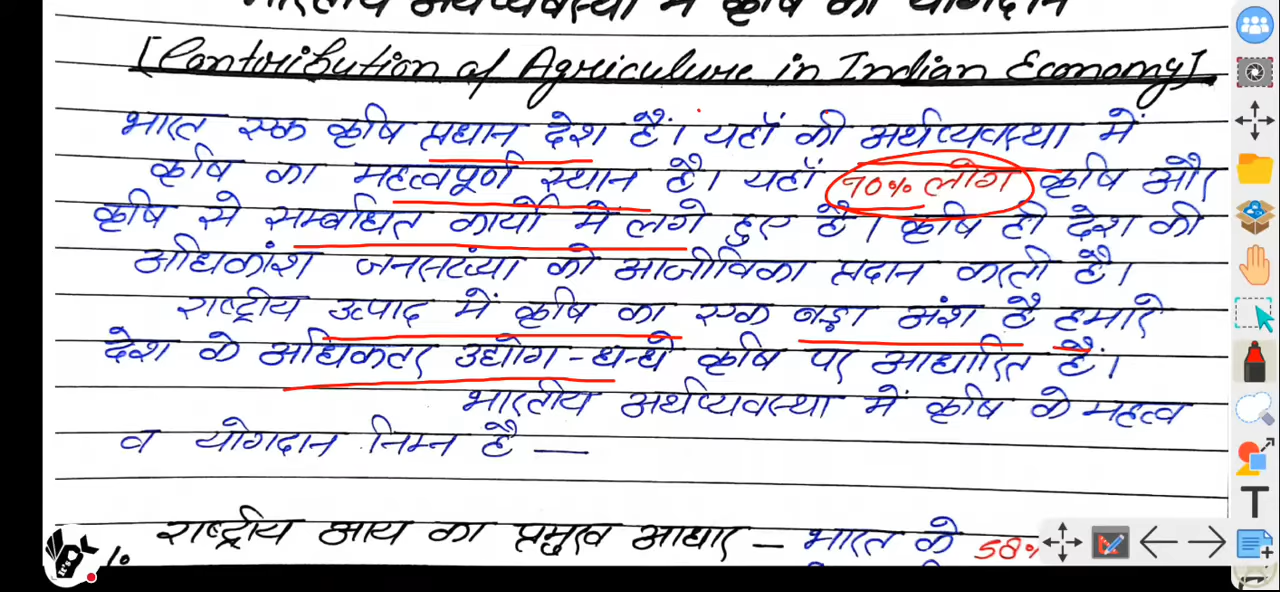 भारतीय अर्थव्यवस्था में कृषि का योगदान
[Contribution of Agriculture in Indian Economy]
भारत एक कृषि प्रधान देश है। यहाँ की अर्थव्यवस्था में
कृषि का महत्वपूर्ण स्थान है। यहाँ 70% लोग कृषि और
कृषि से सम्बंधित कार्यो में लगे हुए है। कृषि ही देश की
अधिकांश जनसंख्या को आजीविका प्रदान करती है।
राष्ट्रीय उत्पाद में कृषि का एक बड़ा अंश है हमारे
देश के अधिकतर उद्योग-धन्धे कृषि पर आधारित है।
भारतीय अर्थव्यवस्था में कृषि के महत्व
व योगदान निम्न है —
1. राष्ट्रीय आय का प्रमुख आधार - भारत के 58%